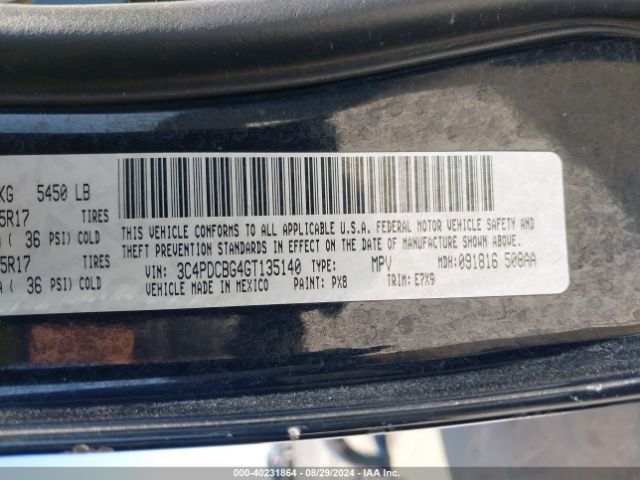 KG 5450 LB
5R17 TIRES
( 36 PSI) COLD
5R17 TIRES
( 36 PSI) COLD
THIS VEHICLE CONFORMS TO ALL APPLICABLE U.S.A. FEDERAL MOTOR VEHICLE SAFETY AND
THEFT PREVENTION STANDARDS IN EFFECT ON THE DATE OF MANUFACTURE SHOWN ABOVE.
VIN: 3C4PDCBG4GT135140 TYPE: MPV MDH: 091816 508AA
VEHICLE MADE IN MEXICO PAINT: PX8 TRIM: E7X9
000-40231864 | 08/29/2024 | IAA Inc.